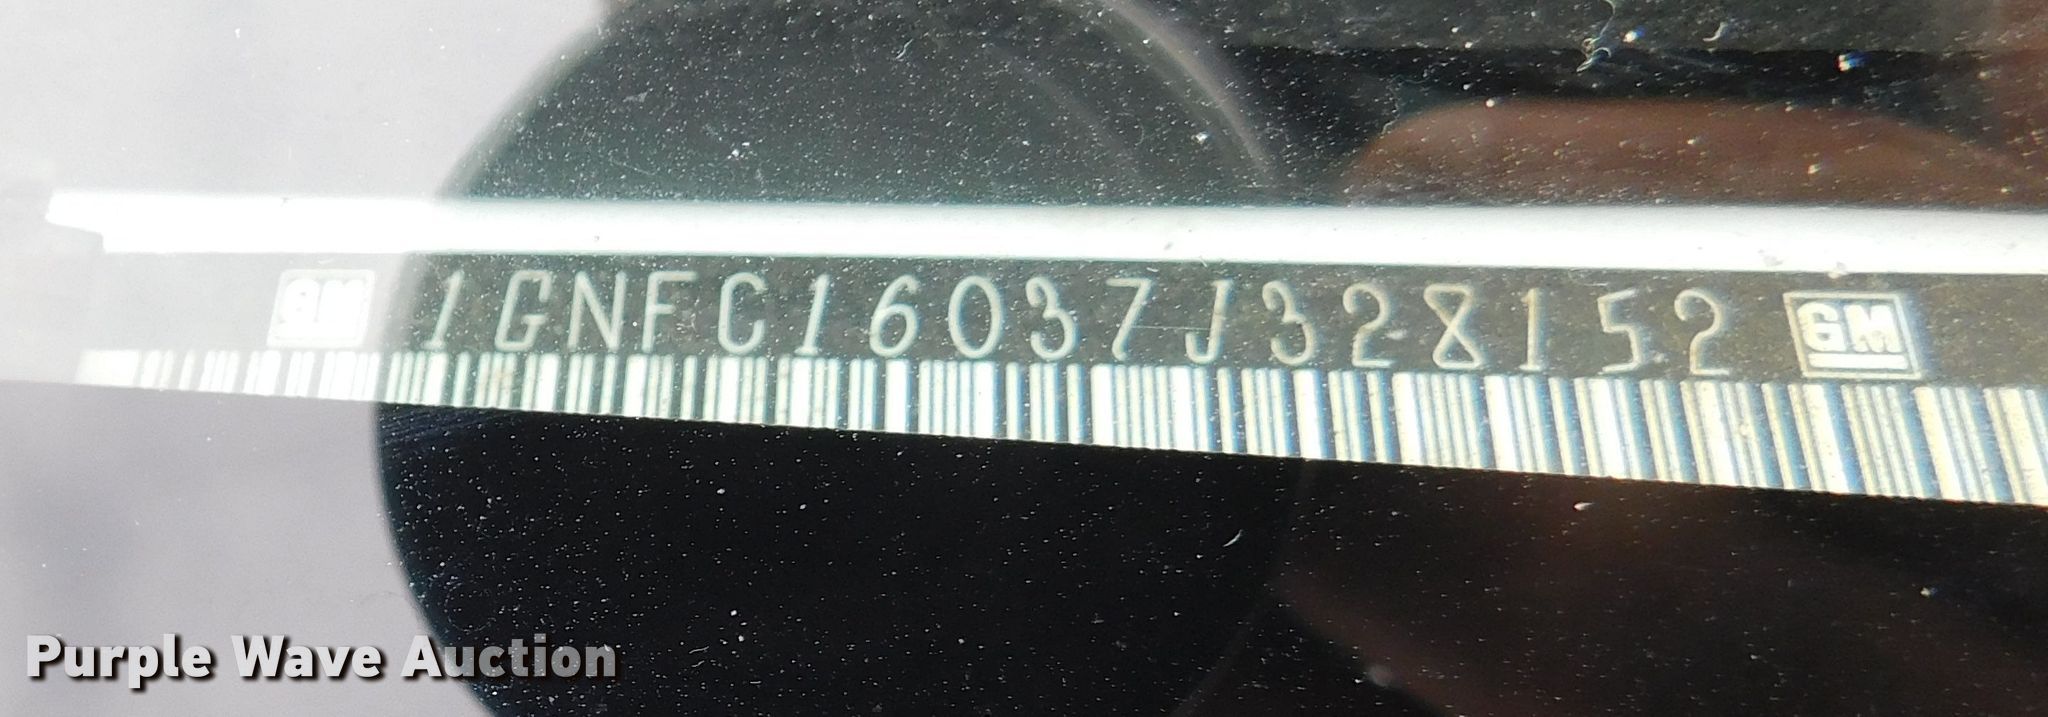 GM 1GNFC16037J328152 GM
Purple Wave Auction